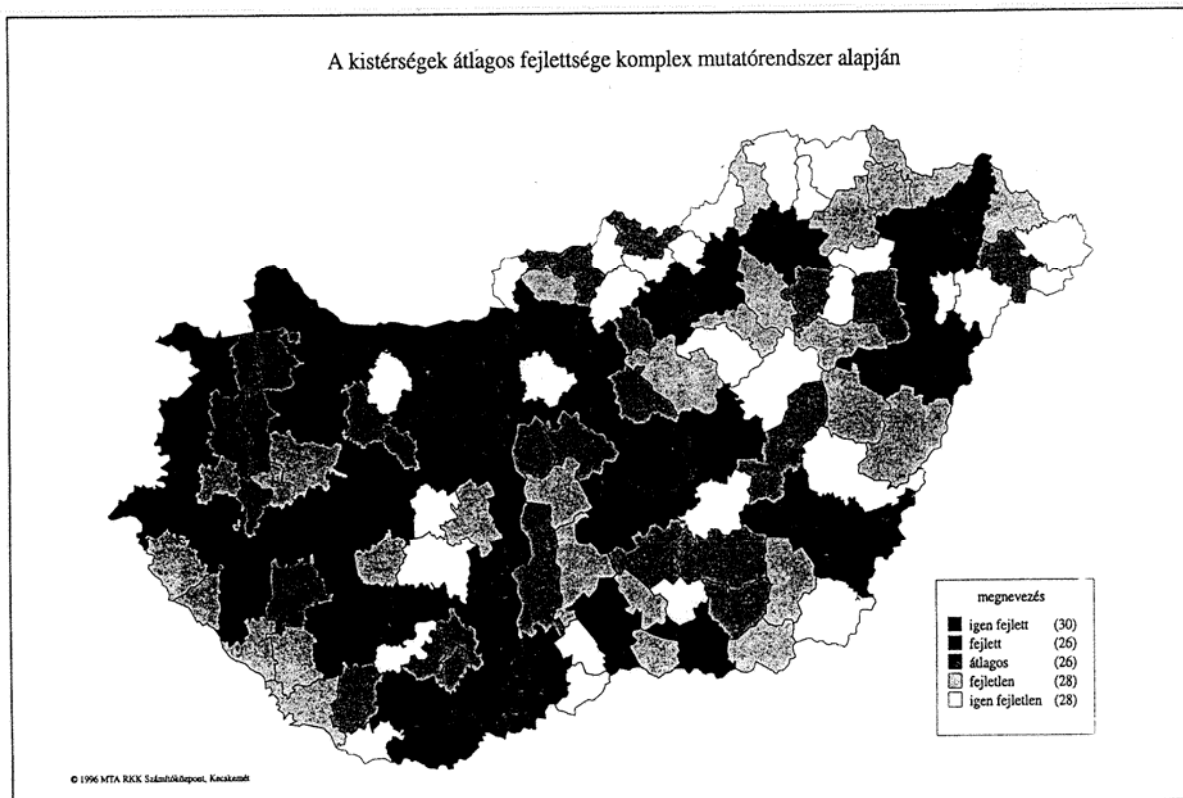 A kistérségek átlagos fejlettsége komplex mutatórendszer alapján
megnevezés
igen fejlett (30)
fejlett (26)
átlagos (26)
fejletlen (28)
igen fejletlen (28)
© 1996 MTA RKK Számítóközpont, Kecskemét